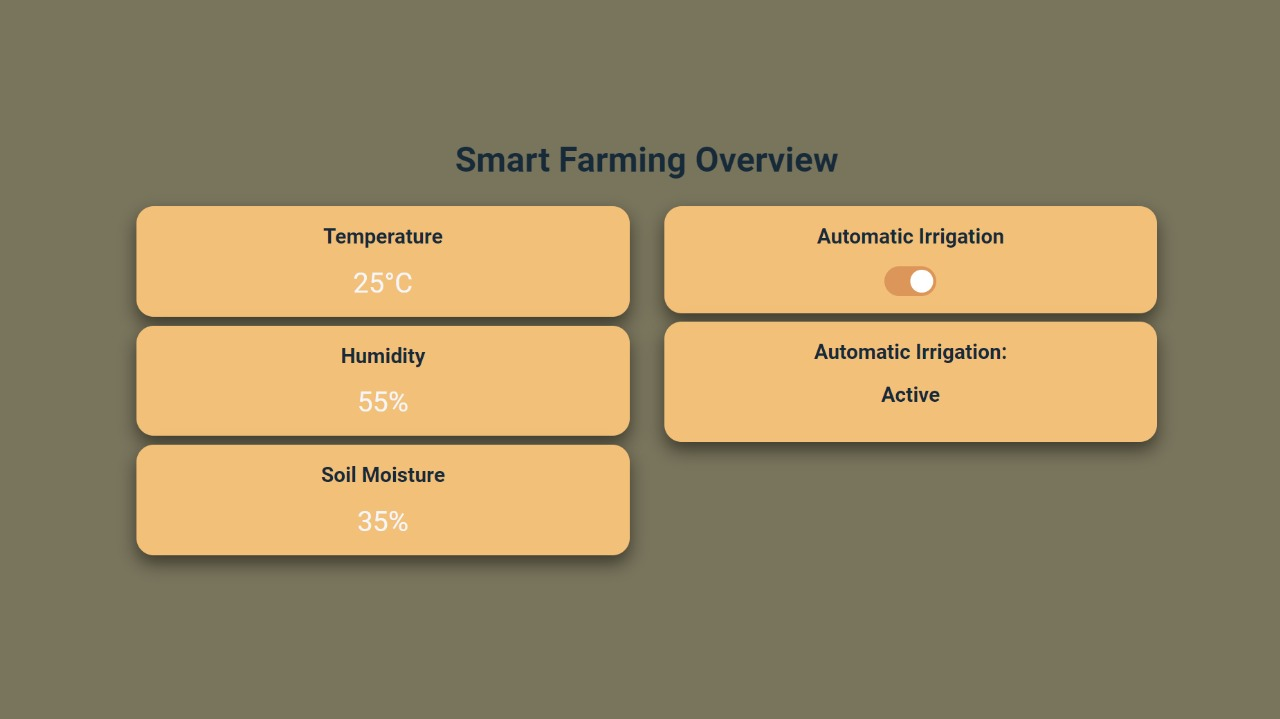 Smart Farming Overview
Temperature
25°C
Humidity
55%
Soil Moisture
35%
Automatic Irrigation
Automatic Irrigation:
Active